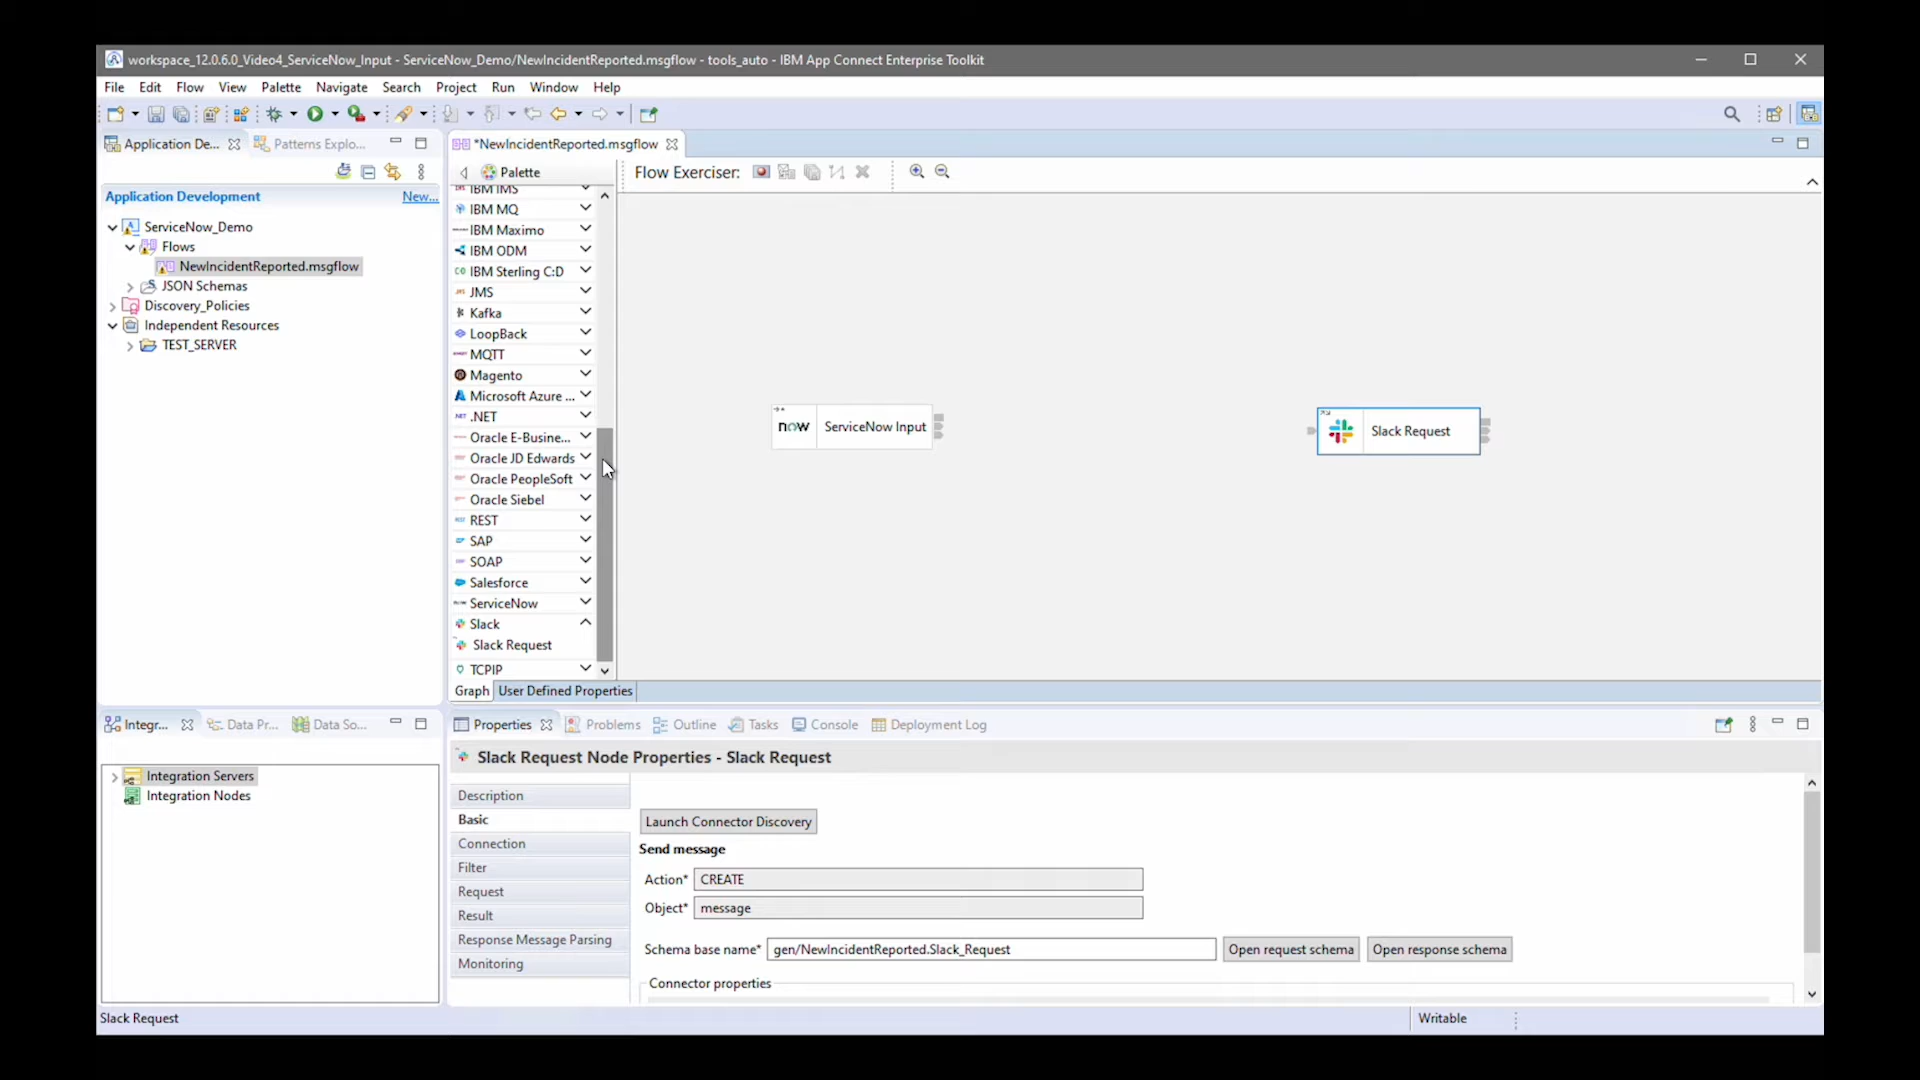 workspace_12.0.6.0_Video4_ServiceNow_Input - ServiceNow_Demo/NewIncidentReported.msgflow - tools_auto - IBM App Connect Enterprise Toolkit
File Edit Flow View Palette Navigate Search Project Run Window Help
Application De... Patterns Explo...
Application Development New...
ServiceNow_Demo
Flows
NewIncidentReported.msgflow
JSON Schemas
Discovery_Policies
Independent Resources
TEST_SERVER
*NewIncidentReported.msgflow
Palette
Flow Exerciser:
IBM IMS
IBM MQ
IBM Maximo
IBM ODM
IBM Sterling C:D
JMS
Kafka
LoopBack
MQTT
Magento
Microsoft Azure ...
.NET
Oracle E-Busine...
Oracle JD Edwards
Oracle PeopleSoft
Oracle Siebel
REST
SAP
SOAP
Salesforce
ServiceNow
Slack
Slack Request
TCPIP
now ServiceNow Input
Slack Request
Graph User Defined Properties
Integr... Data Pr... Data So...
Integration Servers
Integration Nodes
Properties Problems Outline Tasks Console Deployment Log
Slack Request Node Properties - Slack Request
Description
Basic
Connection
Filter
Request
Result
Response Message Parsing
Monitoring
Launch Connector Discovery
Send message
Action* CREATE
Object* message
Schema base name* gen/NewIncidentReported.Slack_Request Open request schema Open response schema
Connector properties
Slack Request
Writable